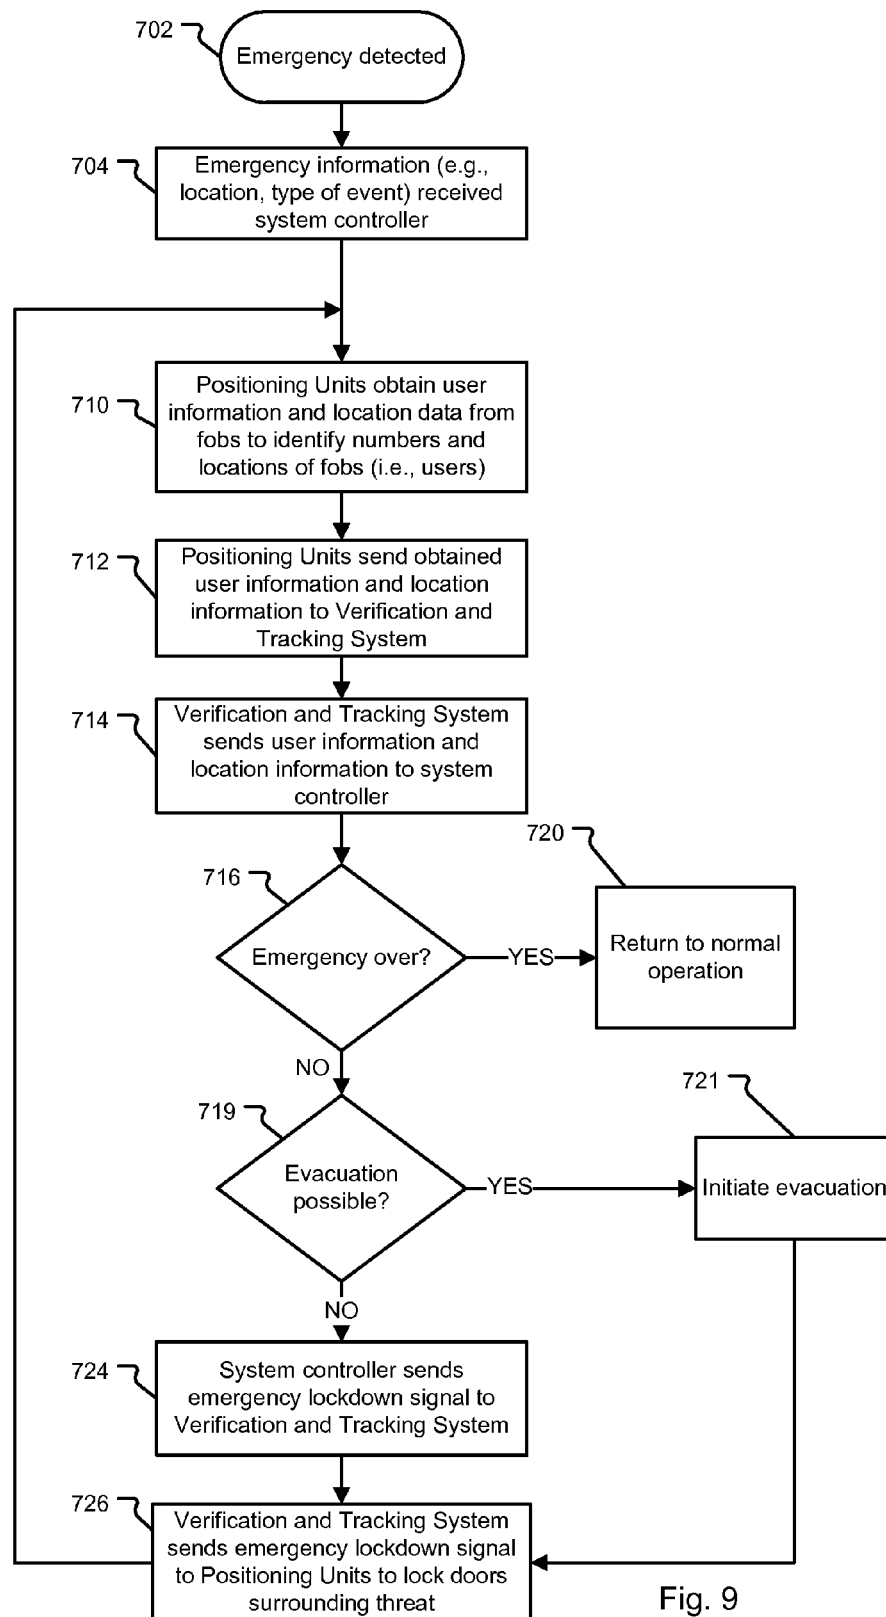 702
Emergency detected
704
Emergency information (e.g.,
location, type of event) received
system controller
710
Positioning Units obtain user
information and location data from
fobs to identify numbers and
locations of fobs (i.e., users)
712
Positioning Units send obtained
user information and location
information to Verification and
Tracking System
714
Verification and Tracking System
sends user information and
location information to system
controller
716
Emergency over?
YES
720
Return to normal
operation
NO
719
Evacuation
possible?
YES
721
Initiate evacuation
NO
724
System controller sends
emergency lockdown signal to
Verification and Tracking System
726
Verification and Tracking System
sends emergency lockdown signal
to Positioning Units to lock doors
surrounding threat
Fig. 9